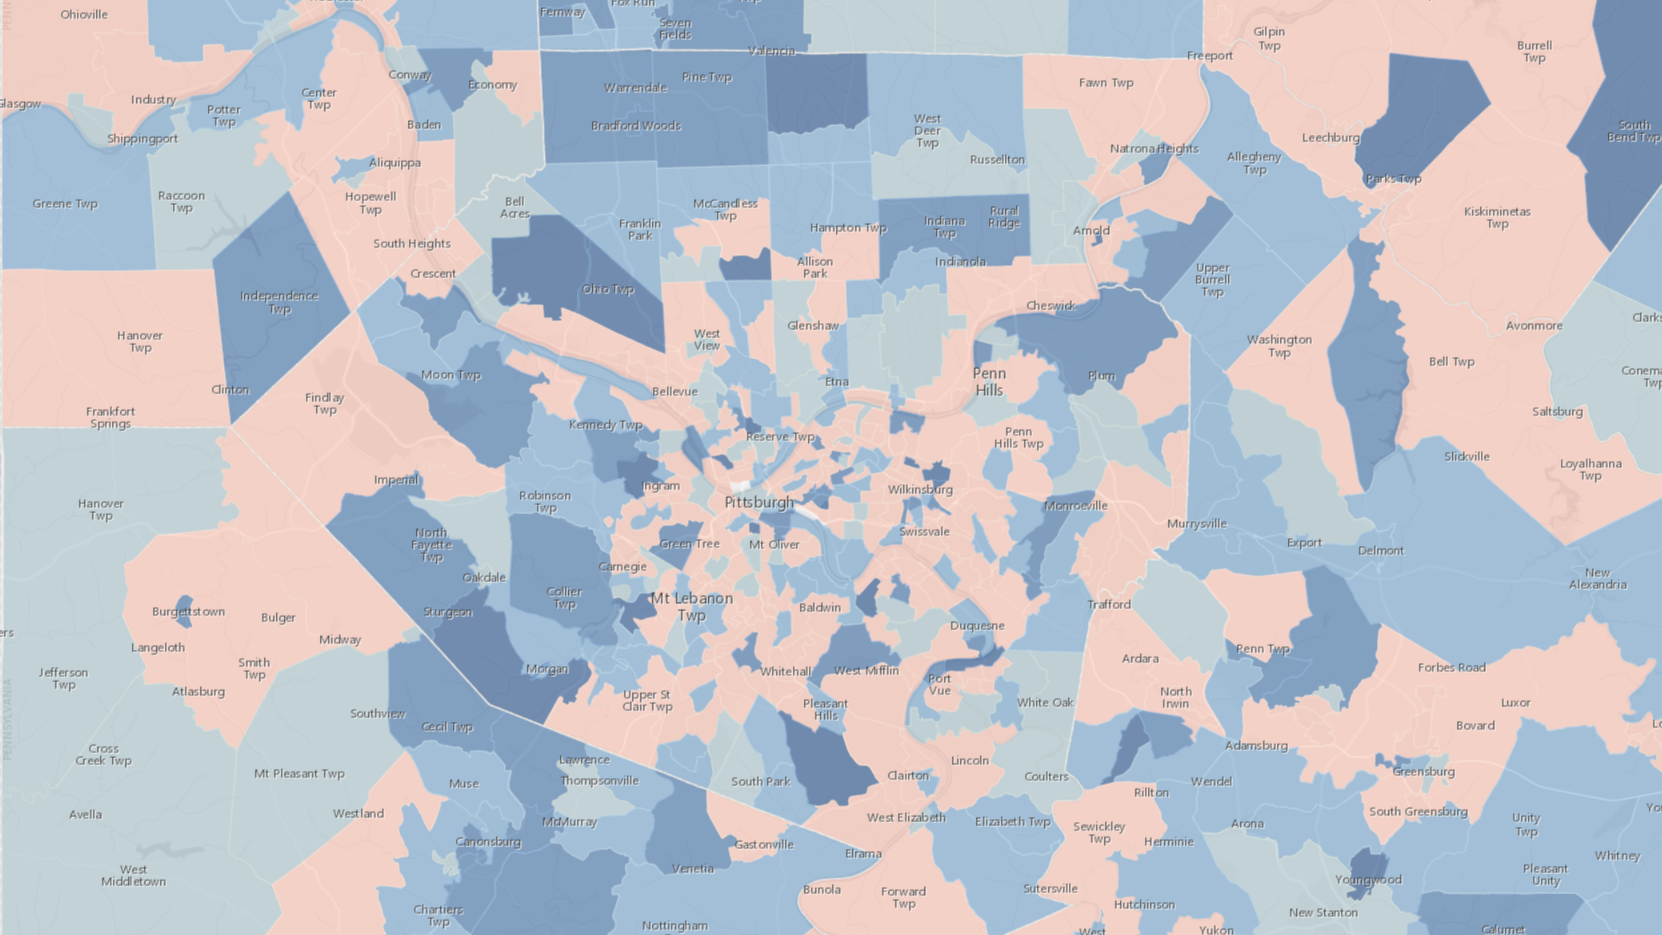 Fox Run
Ohioville
Fernway
Seven
Fields
Valencia
Gilpin
Twp
Burrell
Twp
Freeport
Conway
Economy
Pine Twp
Warrendale
Fawn Twp
Glasgow
Industry
Center
Twp
Potter
Twp
Shippingport
Baden
Bradford Woods
West
Deer
Twp
Russellton
Natrona Heights
Leechburg
Allegheny
Twp
South
Bend Twp
Aliquippa
Parks Twp
Greene Twp
Raccoon
Twp
Hopewell
Twp
Bell
Acres
McCandless
Twp
Franklin
Park
Hampton Twp
Indiana
Twp
Rural
Ridge
Arnold
Kiskiminetas
Twp
South Heights
Crescent
Allison
Park
Indianola
Upper
Burrell
Twp
Independence
Twp
Ohio Twp
Cheswick
Hanover
Twp
West
View
Glenshaw
Washington
Twp
Avonmore
Clarks
Bell Twp
Clinton
Moon Twp
Bellevue
Etna
Penn
Hills
Plum
Conema
Twp
Frankfort
Springs
Findlay
Twp
Kennedy Twp
Reserve Twp
Penn
Hills Twp
Saltsburg
Slickville
Loyalhanna
Twp
Imperial
Ingram
Robinson
Twp
Pittsburgh
Wilkinsburg
Monroeville
Hanover
Twp
Murrysville
North
Fayette
Twp
Green Tree
Mt Oliver
Swissvale
Export
Delmont
Oakdale
Carnegie
New
Alexandria
Collier
Twp
Mt Lebanon
Twp
Baldwin
Trafford
Burgettstown
Bulger
Sturgeon
Duquesne
ers
Langeloth
Midway
Penn Twp
Smith
Twp
Morgan
Whitehall
West Mifflin
Ardara
Forbes Road
Jefferson
Twp
Atlasburg
Upper St
Clair Twp
Port
Vue
White Oak
North
Irwin
Luxor
PENNSYLVANIA
Southview
Cecil Twp
Pleasant
Hills
Bovard
Cross
Creek Twp
Adamsburg
Mt Pleasant Twp
Lawrence
Thompsonville
Muse
South Park
Clairton
Lincoln
Coulters
Wendel
Greensburg
Rillton
Avella
Westland
McMurray
Canonsburg
West Elizabeth
Elizabeth Twp
Sewickley
Twp
Herminie
Arona
South Greensburg
Unity
Twp
Gastonville
Elrama
Venetia
West
Middletown
Whitney
Pleasant
Unity
Youngwood
Bunola
Forward
Twp
Sutersville
Hutchinson
New Stanton
Chartiers
Twp
Nottingham
West
Yukon
Calumet